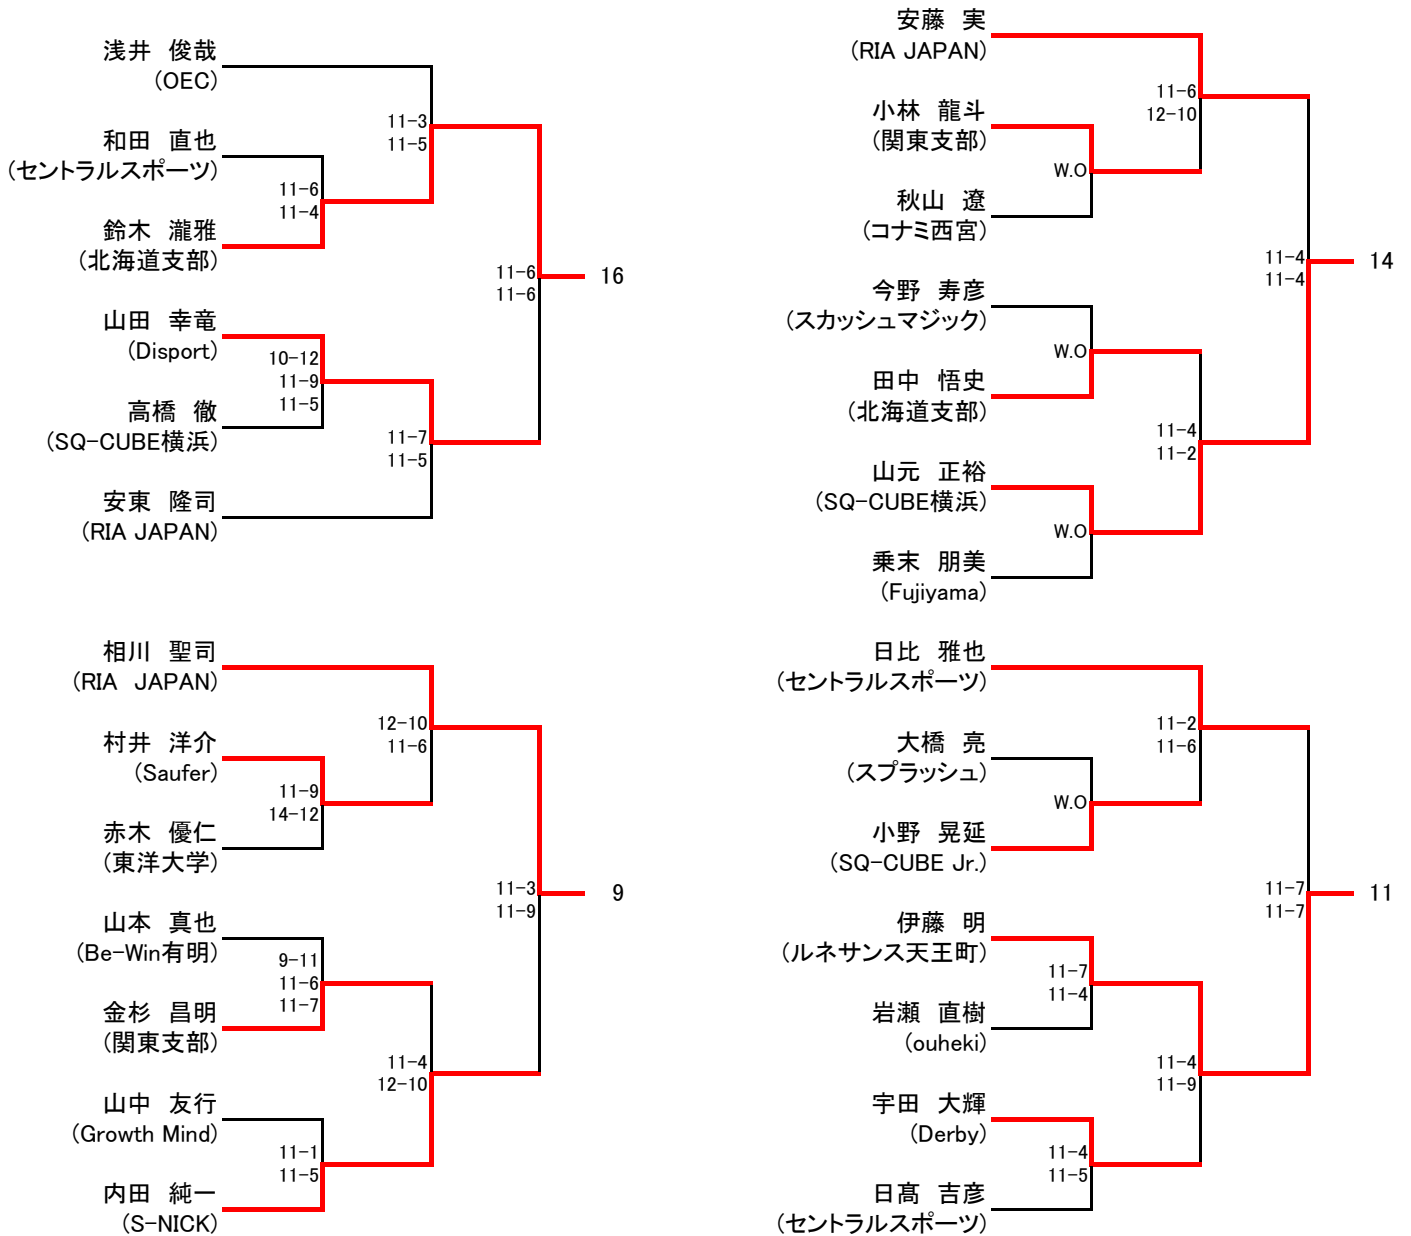 浅井　俊哉
(OEC)
和田　直也
(セントラルスポーツ)
鈴木　瀧雅
(北海道支部)
山田　幸竜
(Disport)
高橋　徹
(SQ-CUBE横浜)
安東　隆司
(RIA JAPAN)
11-6
11-4
10-12
11-9
11-5
11-3
11-5
11-7
11-5
11-6
11-6
16
安藤　実
(RIA JAPAN)
小林　龍斗
(関東支部)
秋山　遼
(コナミ西宮)
今野　寿彦
(スカッシュマジック)
田中　悟史
(北海道支部)
山元　正裕
(SQ-CUBE横浜)
乗末　朋美
(Fujiyama)
W.O
W.O
W.O
11-6
12-10
11-4
11-2
11-4
11-4
14
相川　聖司
(RIA　JAPAN)
村井　洋介
(Saufer)
赤木　優仁
(東洋大学)
山本　真也
(Be-Win有明)
金杉　昌明
(関東支部)
山中　友行
(Growth Mind)
内田　純一
(S-NICK)
11-9
14-12
9-11
11-6
11-7
11-1
11-5
12-10
11-6
11-4
12-10
11-3
11-9
9
日比　雅也
(セントラルスポーツ)
大橋　亮
(スプラッシュ)
小野　晃延
(SQ-CUBE Jr.)
伊藤　明
(ルネサンス天王町)
岩瀬　直樹
(ouheki)
宇田　大輝
(Derby)
日髙　吉彦
(セントラルスポーツ)
W.O
11-7
11-4
11-4
11-5
11-2
11-6
11-4
11-9
11-7
11-7
11